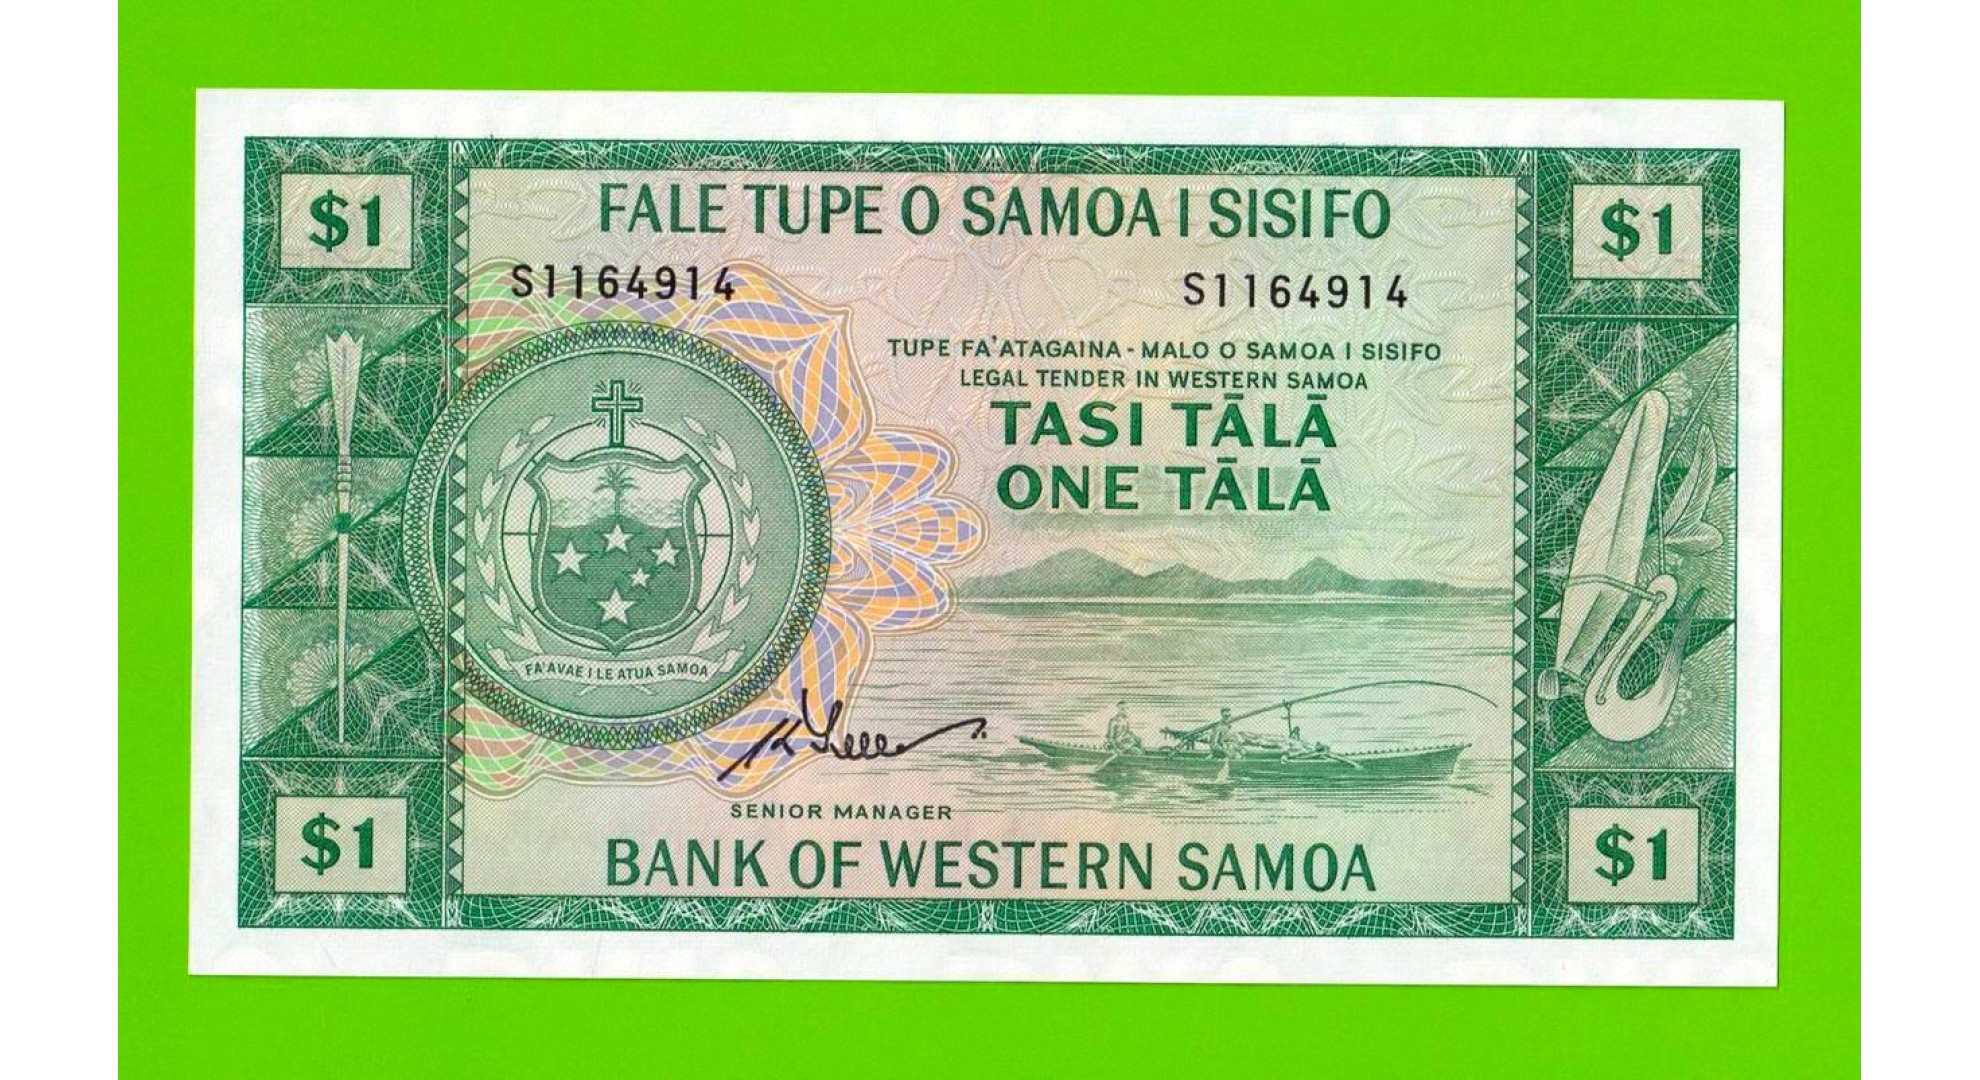 $1
FALE TUPE O SAMOA I SISIFO
$1
S1164914
S1164914
TUPE FA'ATAGAINA - MALO O SAMOA I SISIFO
LEGAL TENDER IN WESTERN SAMOA
TASI TĀLĀ
ONE TĀLĀ
FA'AVAE I LE ATUA SAMOA
SENIOR MANAGER
$1
BANK OF WESTERN SAMOA
$1